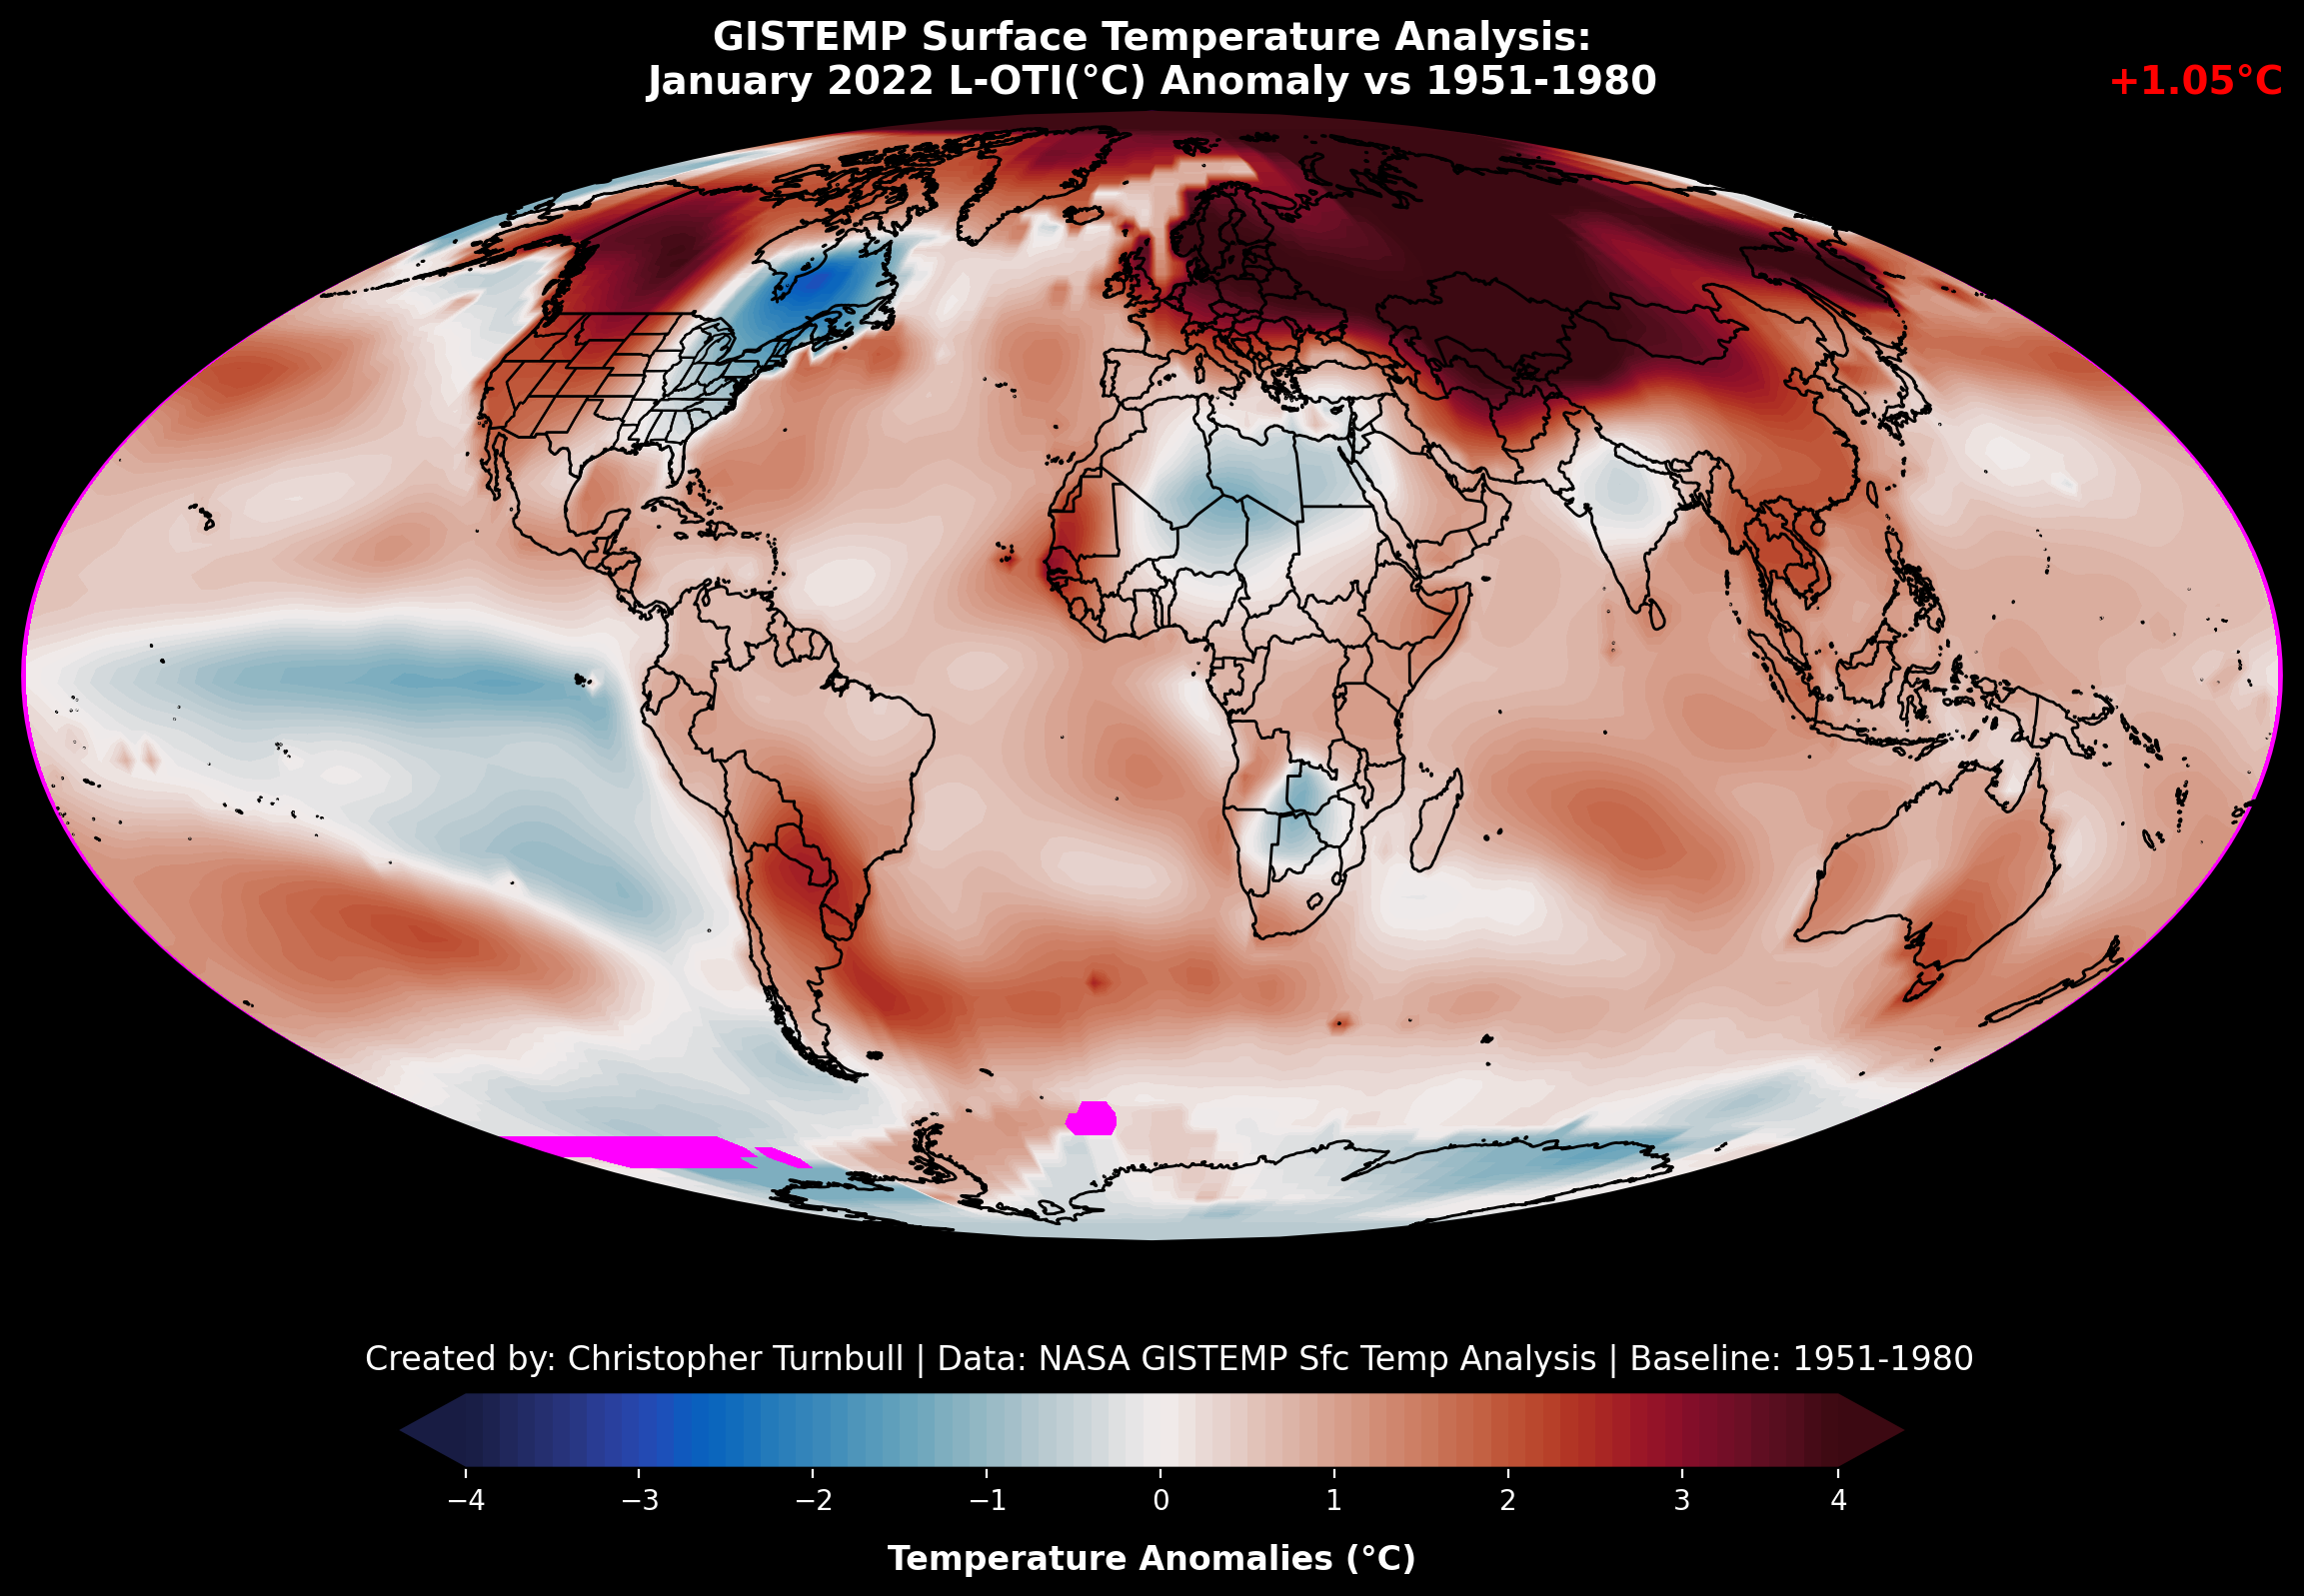 GISTEMP Surface Temperature Analysis:
January 2022 L-OTI(°C) Anomaly vs 1951-1980
+1.05°C
Created by: Christopher Turnbull | Data: NASA GISTEMP Sfc Temp Analysis | Baseline: 1951-1980
−4 −3 −2 −1 0 1 2 3 4
Temperature Anomalies (°C)